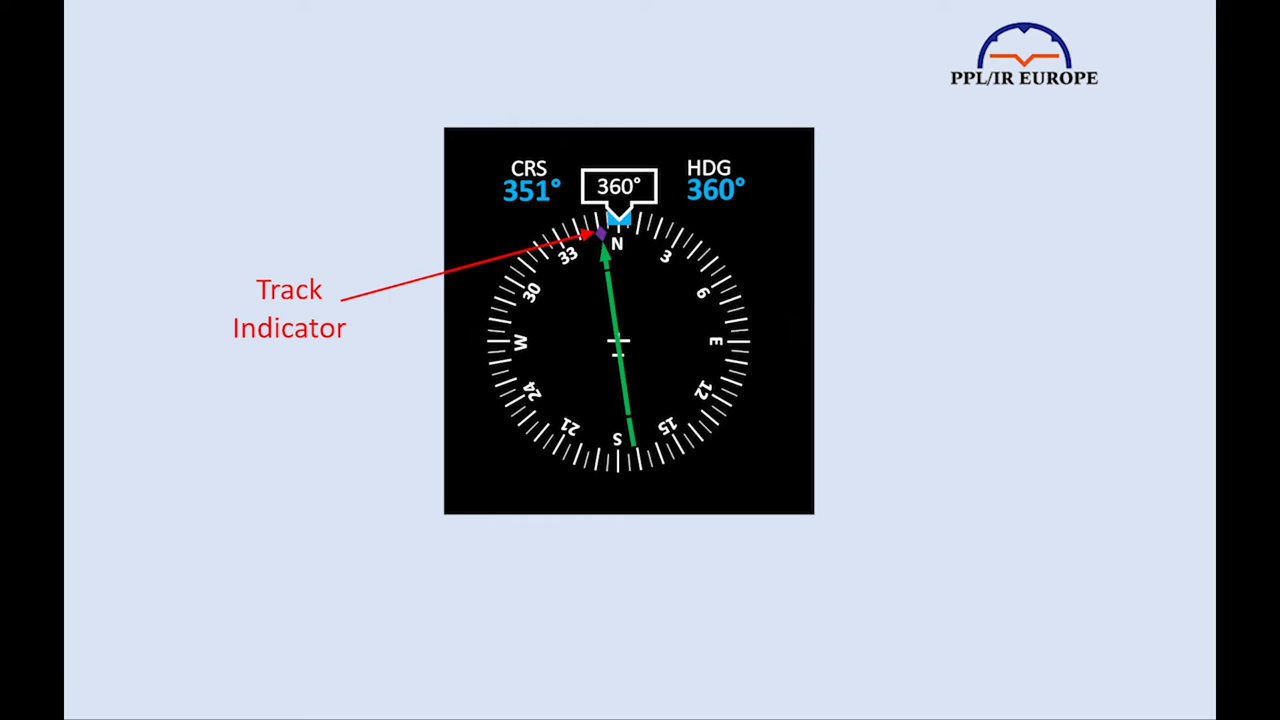 PPL/IR EUROPE
CRS
351°
360°
HDG
360°
N
3
6
E
12
15
S
21
24
W
30
33
Track
Indicator